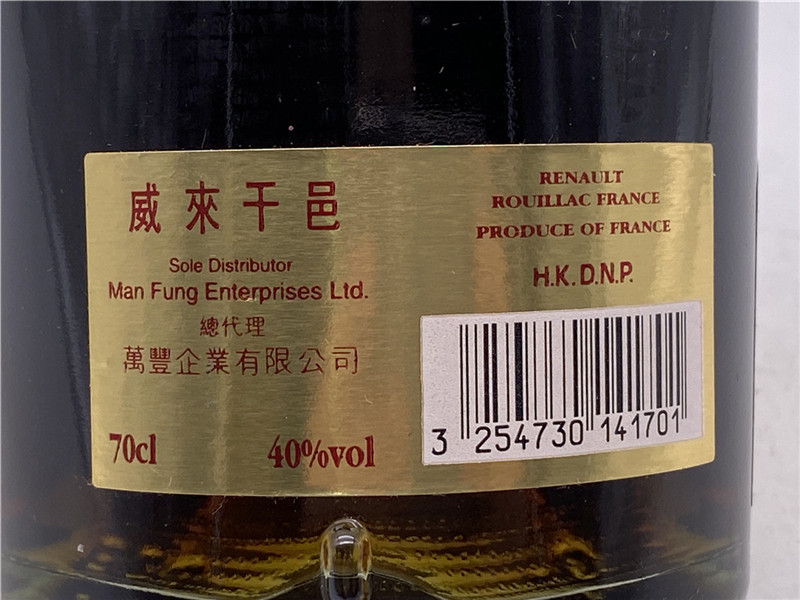 威來干邑
Sole Distributor
Man Fung Enterprises Ltd.
總代理
萬豐企業有限公司
70cl
40%vol
RENAULT
ROUILLAC FRANCE
PRODUCE OF FRANCE
H.K.D.N.P.
3 254730 141701